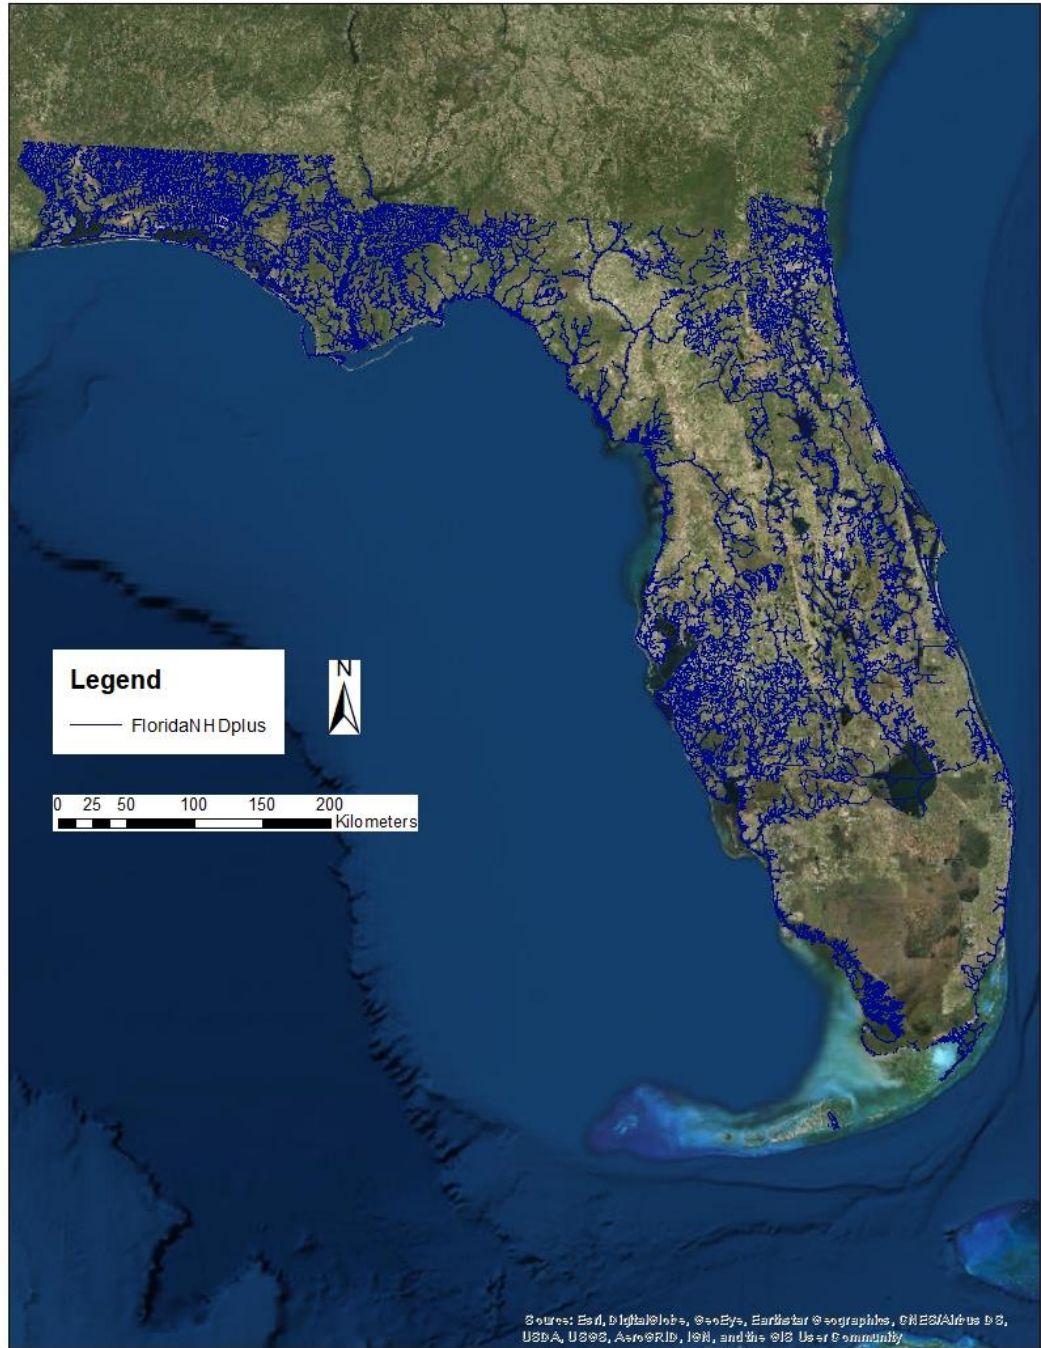 N
Legend
FloridaNHDplus
0 25 50 100 150 200
Kilometers
Source: Esri, DigitalGlobe, GeoEye, Earthstar Geographics, CNES/Airbus DS,
USDA, USGS, AeroGRID, IGN, and the GIS User Community